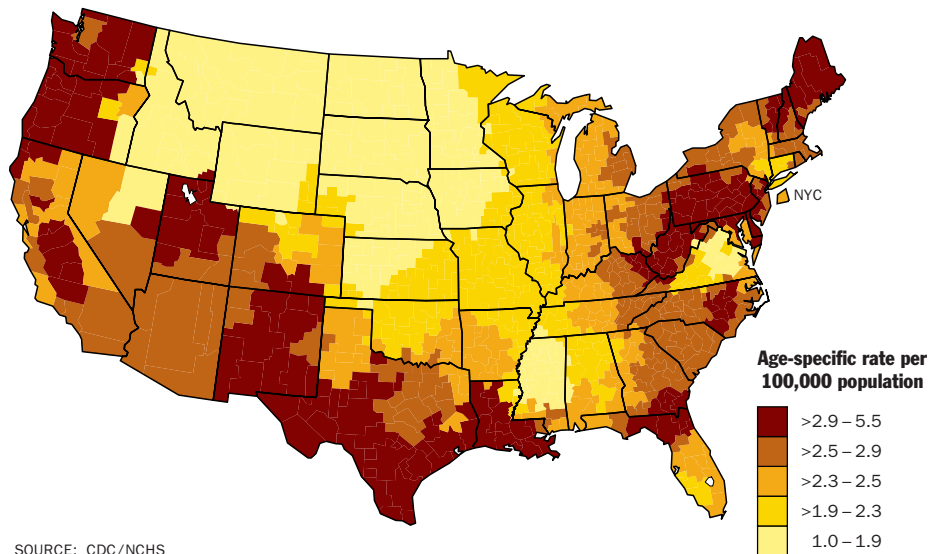 NYC
Age-specific rate per
100,000 population
>2.9 – 5.5
>2.5 – 2.9
>2.3 – 2.5
>1.9 – 2.3
1.0 – 1.9
SOURCE: CDC/NCHS